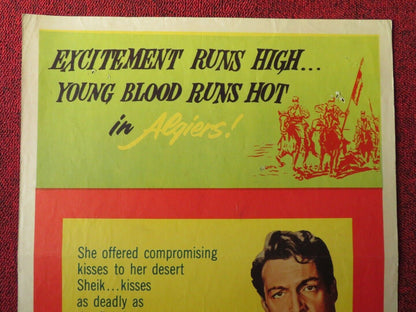 EXCITEMENT RUNS HIGH...
YOUNG BLOOD RUNS HOT
in Algiers!
She offered compromising
kisses to her desert
Sheik...kisses
as deadly as